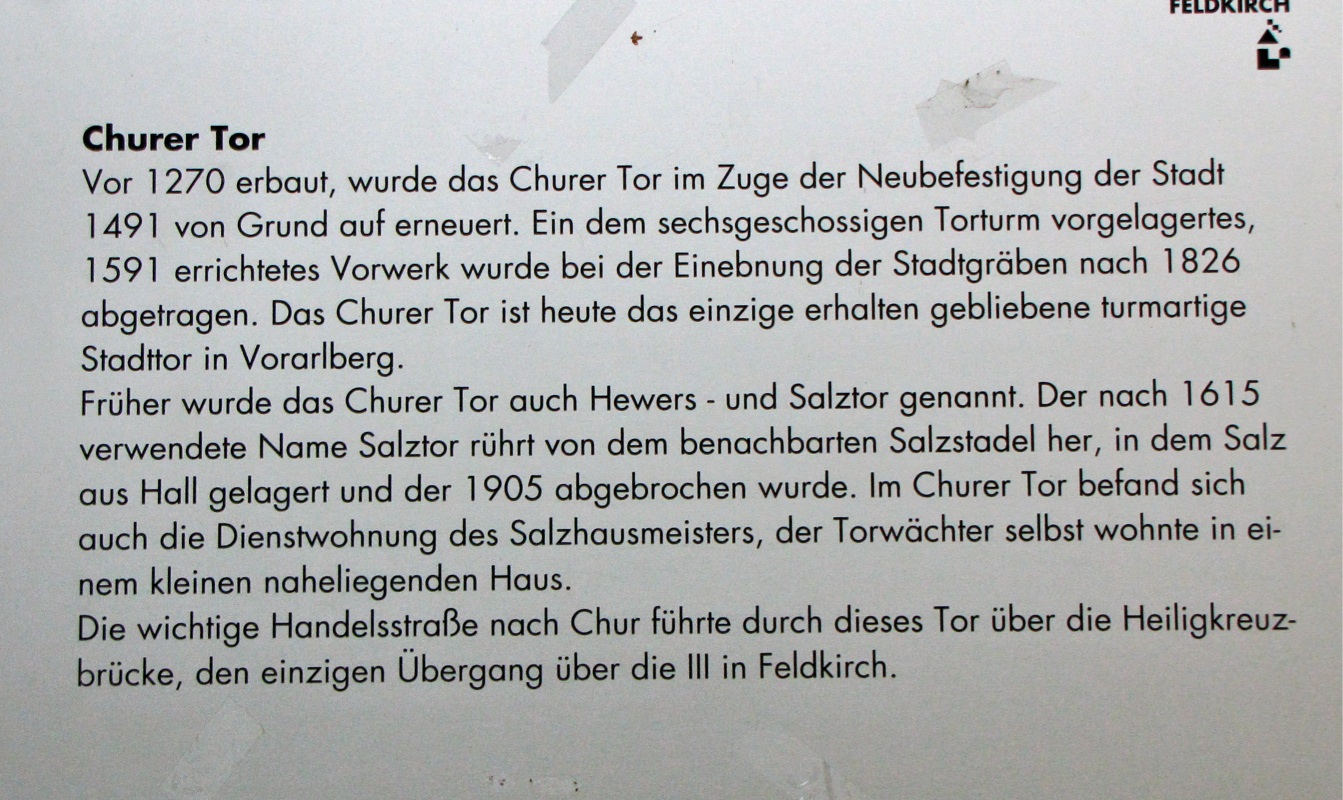 FELDKIRCH
Churer Tor
Vor 1270 erbaut, wurde das Churer Tor im Zuge der Neubefestigung der Stadt
1491 von Grund auf erneuert. Ein dem sechsgeschossigen Torturm vorgelagertes,
1591 errichtetes Vorwerk wurde bei der Einebnung der Stadtgräben nach 1826
abgetragen. Das Churer Tor ist heute das einzige erhalten gebliebene turmartige
Stadttor in Vorarlberg.
Früher wurde das Churer Tor auch Hewers - und Salztor genannt. Der nach 1615
verwendete Name Salztor rührt von dem benachbarten Salzstadel her, in dem Salz
aus Hall gelagert und der 1905 abgebrochen wurde. Im Churer Tor befand sich
auch die Dienstwohnung des Salzhausmeisters, der Torwächter selbst wohnte in ei-
nem kleinen naheliegenden Haus.
Die wichtige Handelsstraße nach Chur führte durch dieses Tor über die Heiligkreuz-
brücke, den einzigen Übergang über die Ill in Feldkirch.